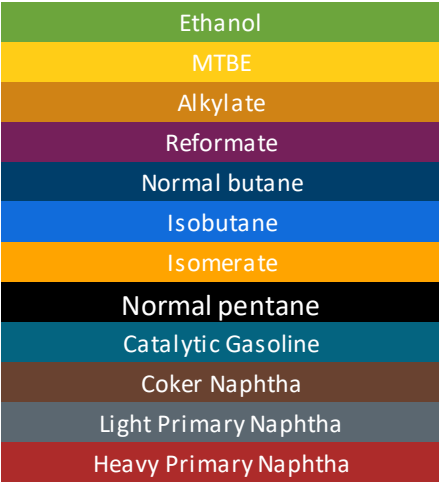 Ethanol
MTBE
Alkylate
Reformate
Normal butane
Isobutane
Isomerate
Normal pentane
Catalytic Gasoline
Coker Naphtha
Light Primary Naphtha
Heavy Primary Naphtha